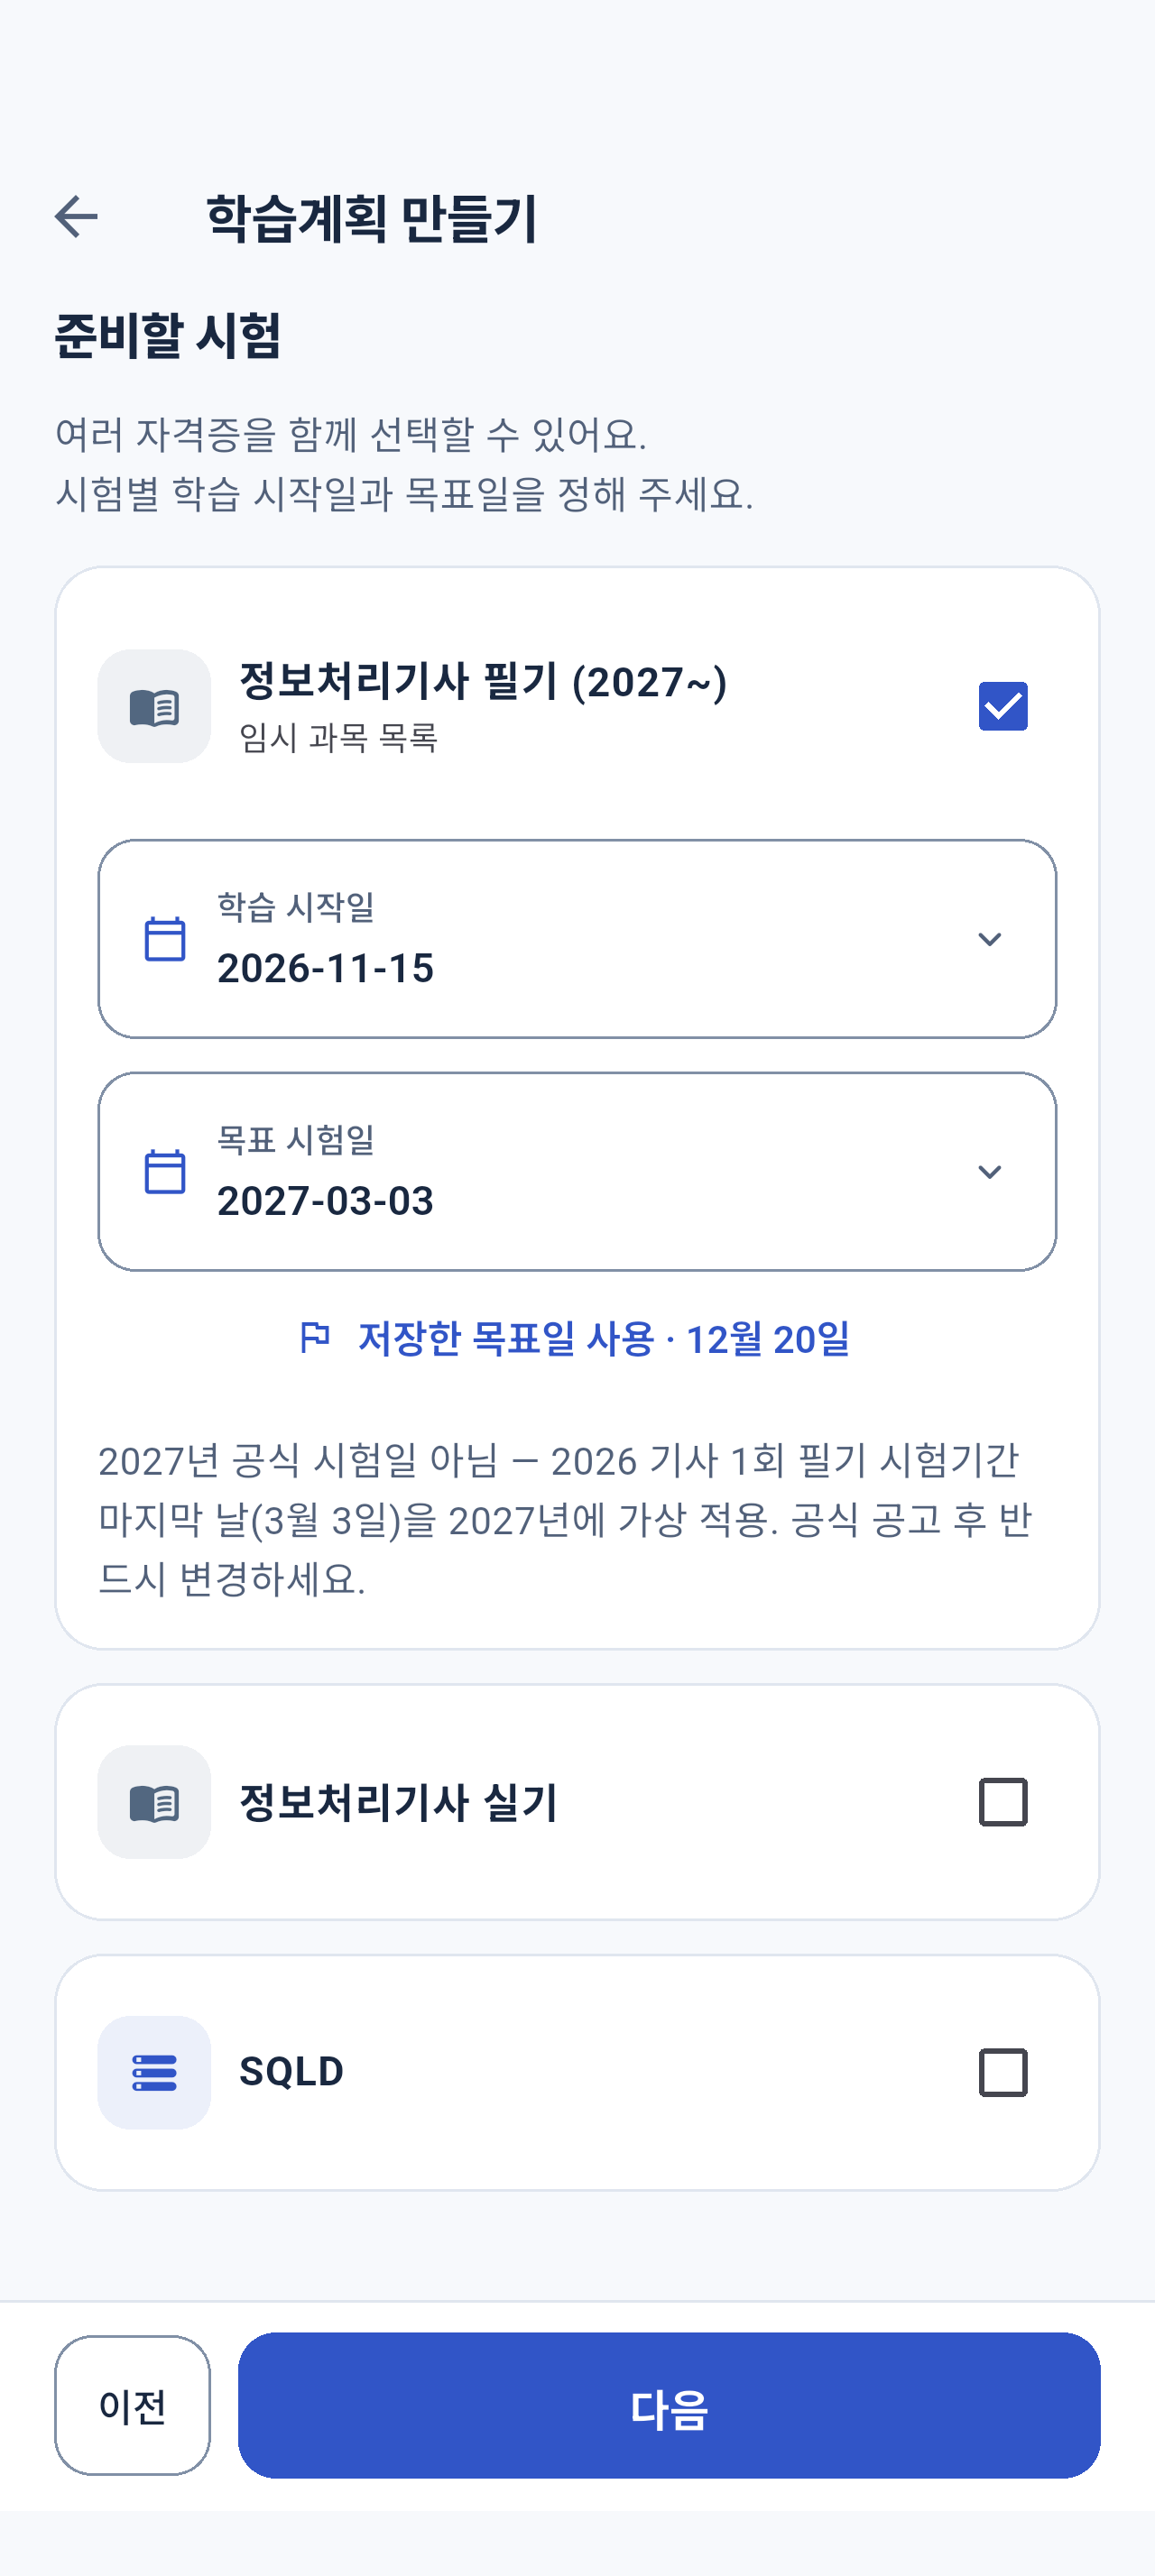 학습계획 만들기
준비할 시험
여러 자격증을 함께 선택할 수 있어요.
시험별 학습 시작일과 목표일을 정해 주세요.
정보처리기사 필기 (2027~)
임시 과목 목록
학습 시작일
2026-11-15
목표 시험일
2027-03-03
저장한 목표일 사용 · 12월 20일
2027년 공식 시험일 아님 — 2026 기사 1회 필기 시험기간
마지막 날(3월 3일)을 2027년에 가상 적용. 공식 공고 후 반
드시 변경하세요.
정보처리기사 실기
SQLD
이전
다음